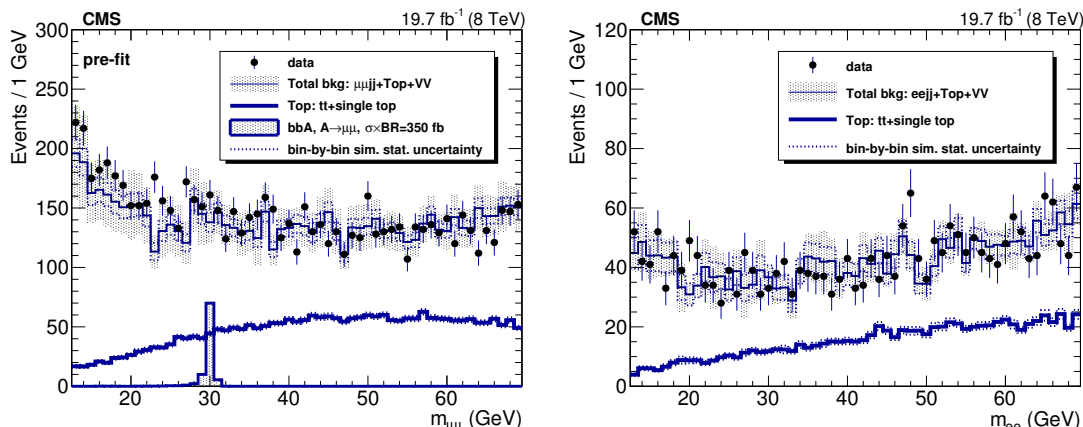 CMS 19.7 fb⁻¹ (8 TeV)
Events / 1 GeV
pre-fit
data
Total bkg: μμjj+Top+VV
Top: tt+single top
bbA, A→μμ, σ×BR=350 fb
bin-by-bin sim. stat. uncertainty
300
250
200
150
100
50
0
20 30 40 50 60
m_μμ (GeV)
CMS 19.7 fb⁻¹ (8 TeV)
Events / 1 GeV
data
Total bkg: eejj+Top+VV
Top: tt+single top
bin-by-bin sim. stat. uncertainty
120
100
80
60
40
20
0
20 30 40 50 60
m_ee (GeV)